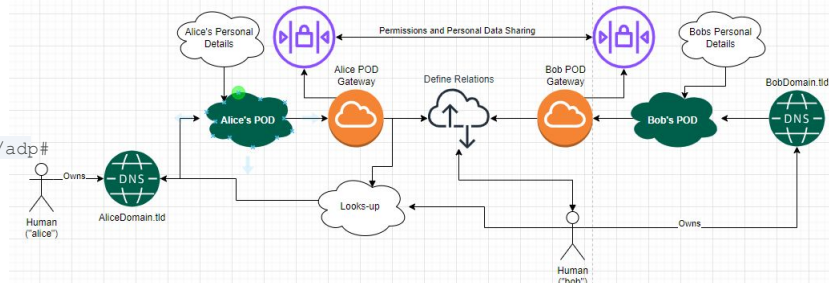 Alice's Personal
Details
Permissions and Personal Data Sharing
Bobs Personal
Details
Alice POD
Gateway
Define Relations
Bob POD
Gateway
BobDomain.tld
Alice's POD
Bob's POD
DNS
/adp#
Owns
DNS
AliceDomain.tld
Looks-up
Owns
Human
("alice")
Human
("bob")